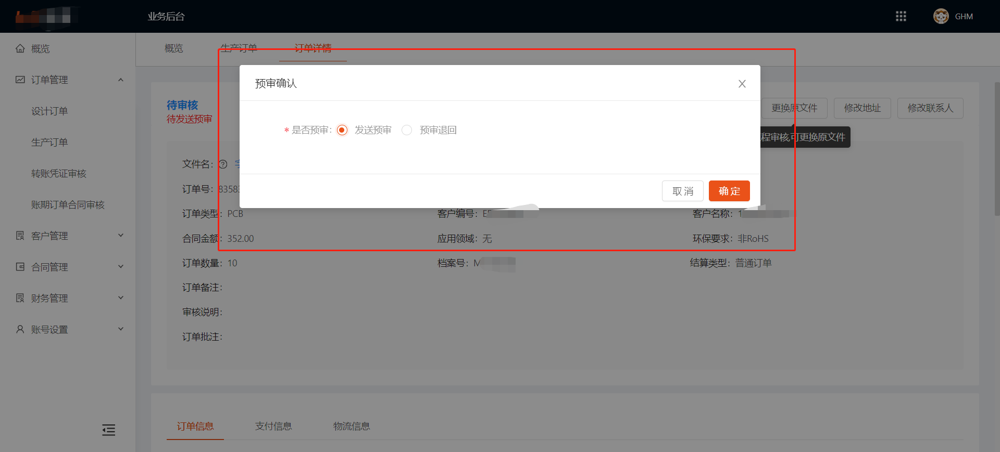 业务后台
GHM
概览
订单管理
设计订单
生产订单
转账凭证审核
账期订单合同审核
客户管理
合同管理
财务管理
账号设置
概览
生产订单
订单详情
预审确认
* 是否预审:
发送预审
预审退回
取 消
确 定
待审核
待发送预审
更换原文件
修改地址
修改联系人
程审核,可更换原文件
文件名:
订单号: 83583
订单类型: PCB
客户编号: E
客户名称: 1
合同金额: 352.00
应用领域: 无
环保要求: 非RoHS
订单数量: 10
档案号: M
结算类型: 普通订单
订单备注:
审核说明:
订单批注:
订单信息
支付信息
物流信息